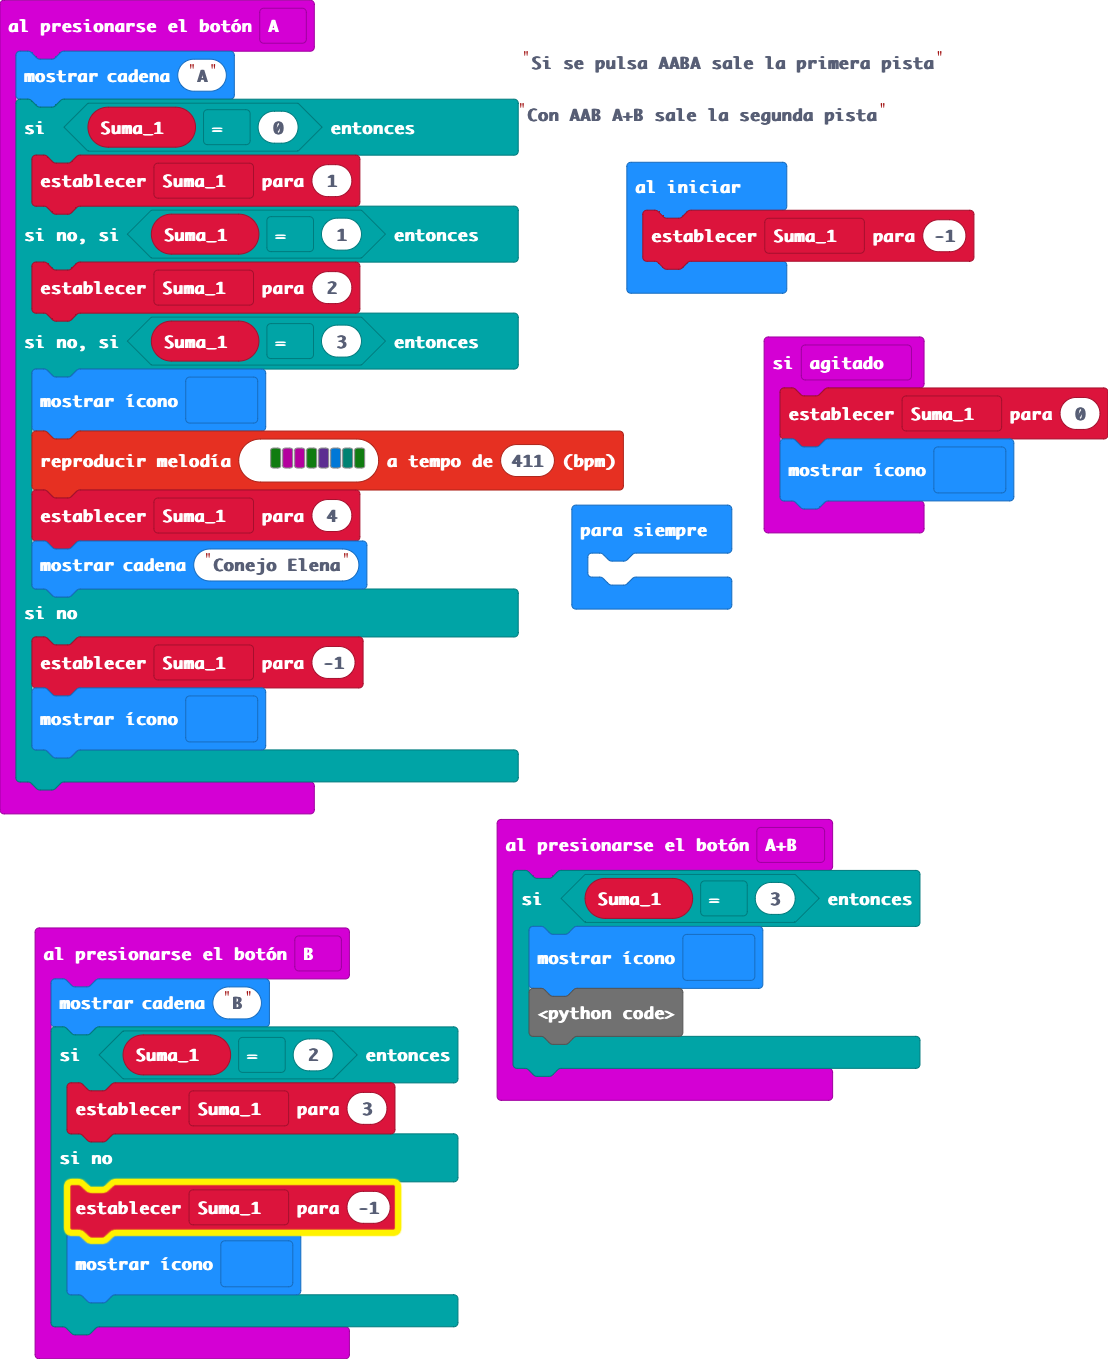 al presionarse el botón A
mostrar cadena "A"
si Suma_1 = 0 entonces
establecer Suma_1 para 1
si no, si Suma_1 = 1 entonces
establecer Suma_1 para 2
si no, si Suma_1 = 3 entonces
mostrar ícono
reproducir melodía a tempo de 411 (bpm)
establecer Suma_1 para 4
mostrar cadena "Conejo Elena"
si no
establecer Suma_1 para -1
mostrar ícono
"Si se pulsa AABA sale la primera pista"
"Con AAB A+B sale la segunda pista"
al iniciar
establecer Suma_1 para -1
si agitado
establecer Suma_1 para 0
mostrar ícono
para siempre
al presionarse el botón A+B
si Suma_1 = 3 entonces
mostrar ícono
<python code>
al presionarse el botón B
mostrar cadena "B"
si Suma_1 = 2 entonces
establecer Suma_1 para 3
si no
establecer Suma_1 para -1
mostrar ícono